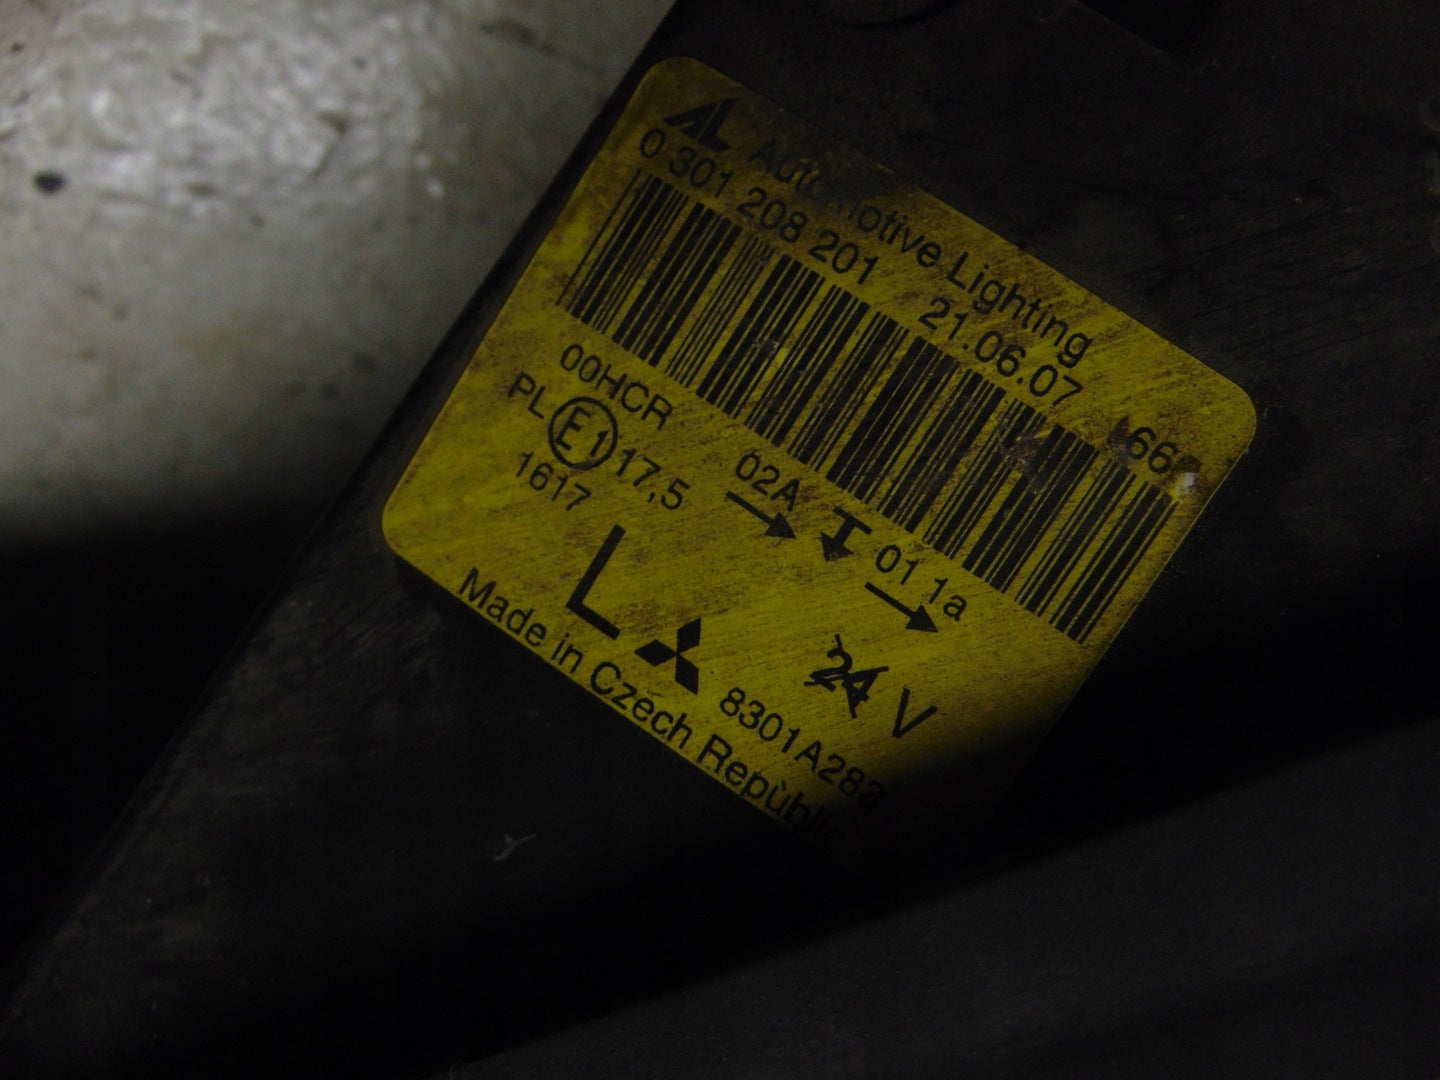 AL Automotive Lighting
0 301 208 201 21.06.07
00HCR 02A 01 1a
PL E1 17,5
1617
L 24 V
8301A283
Made in Czech Republic